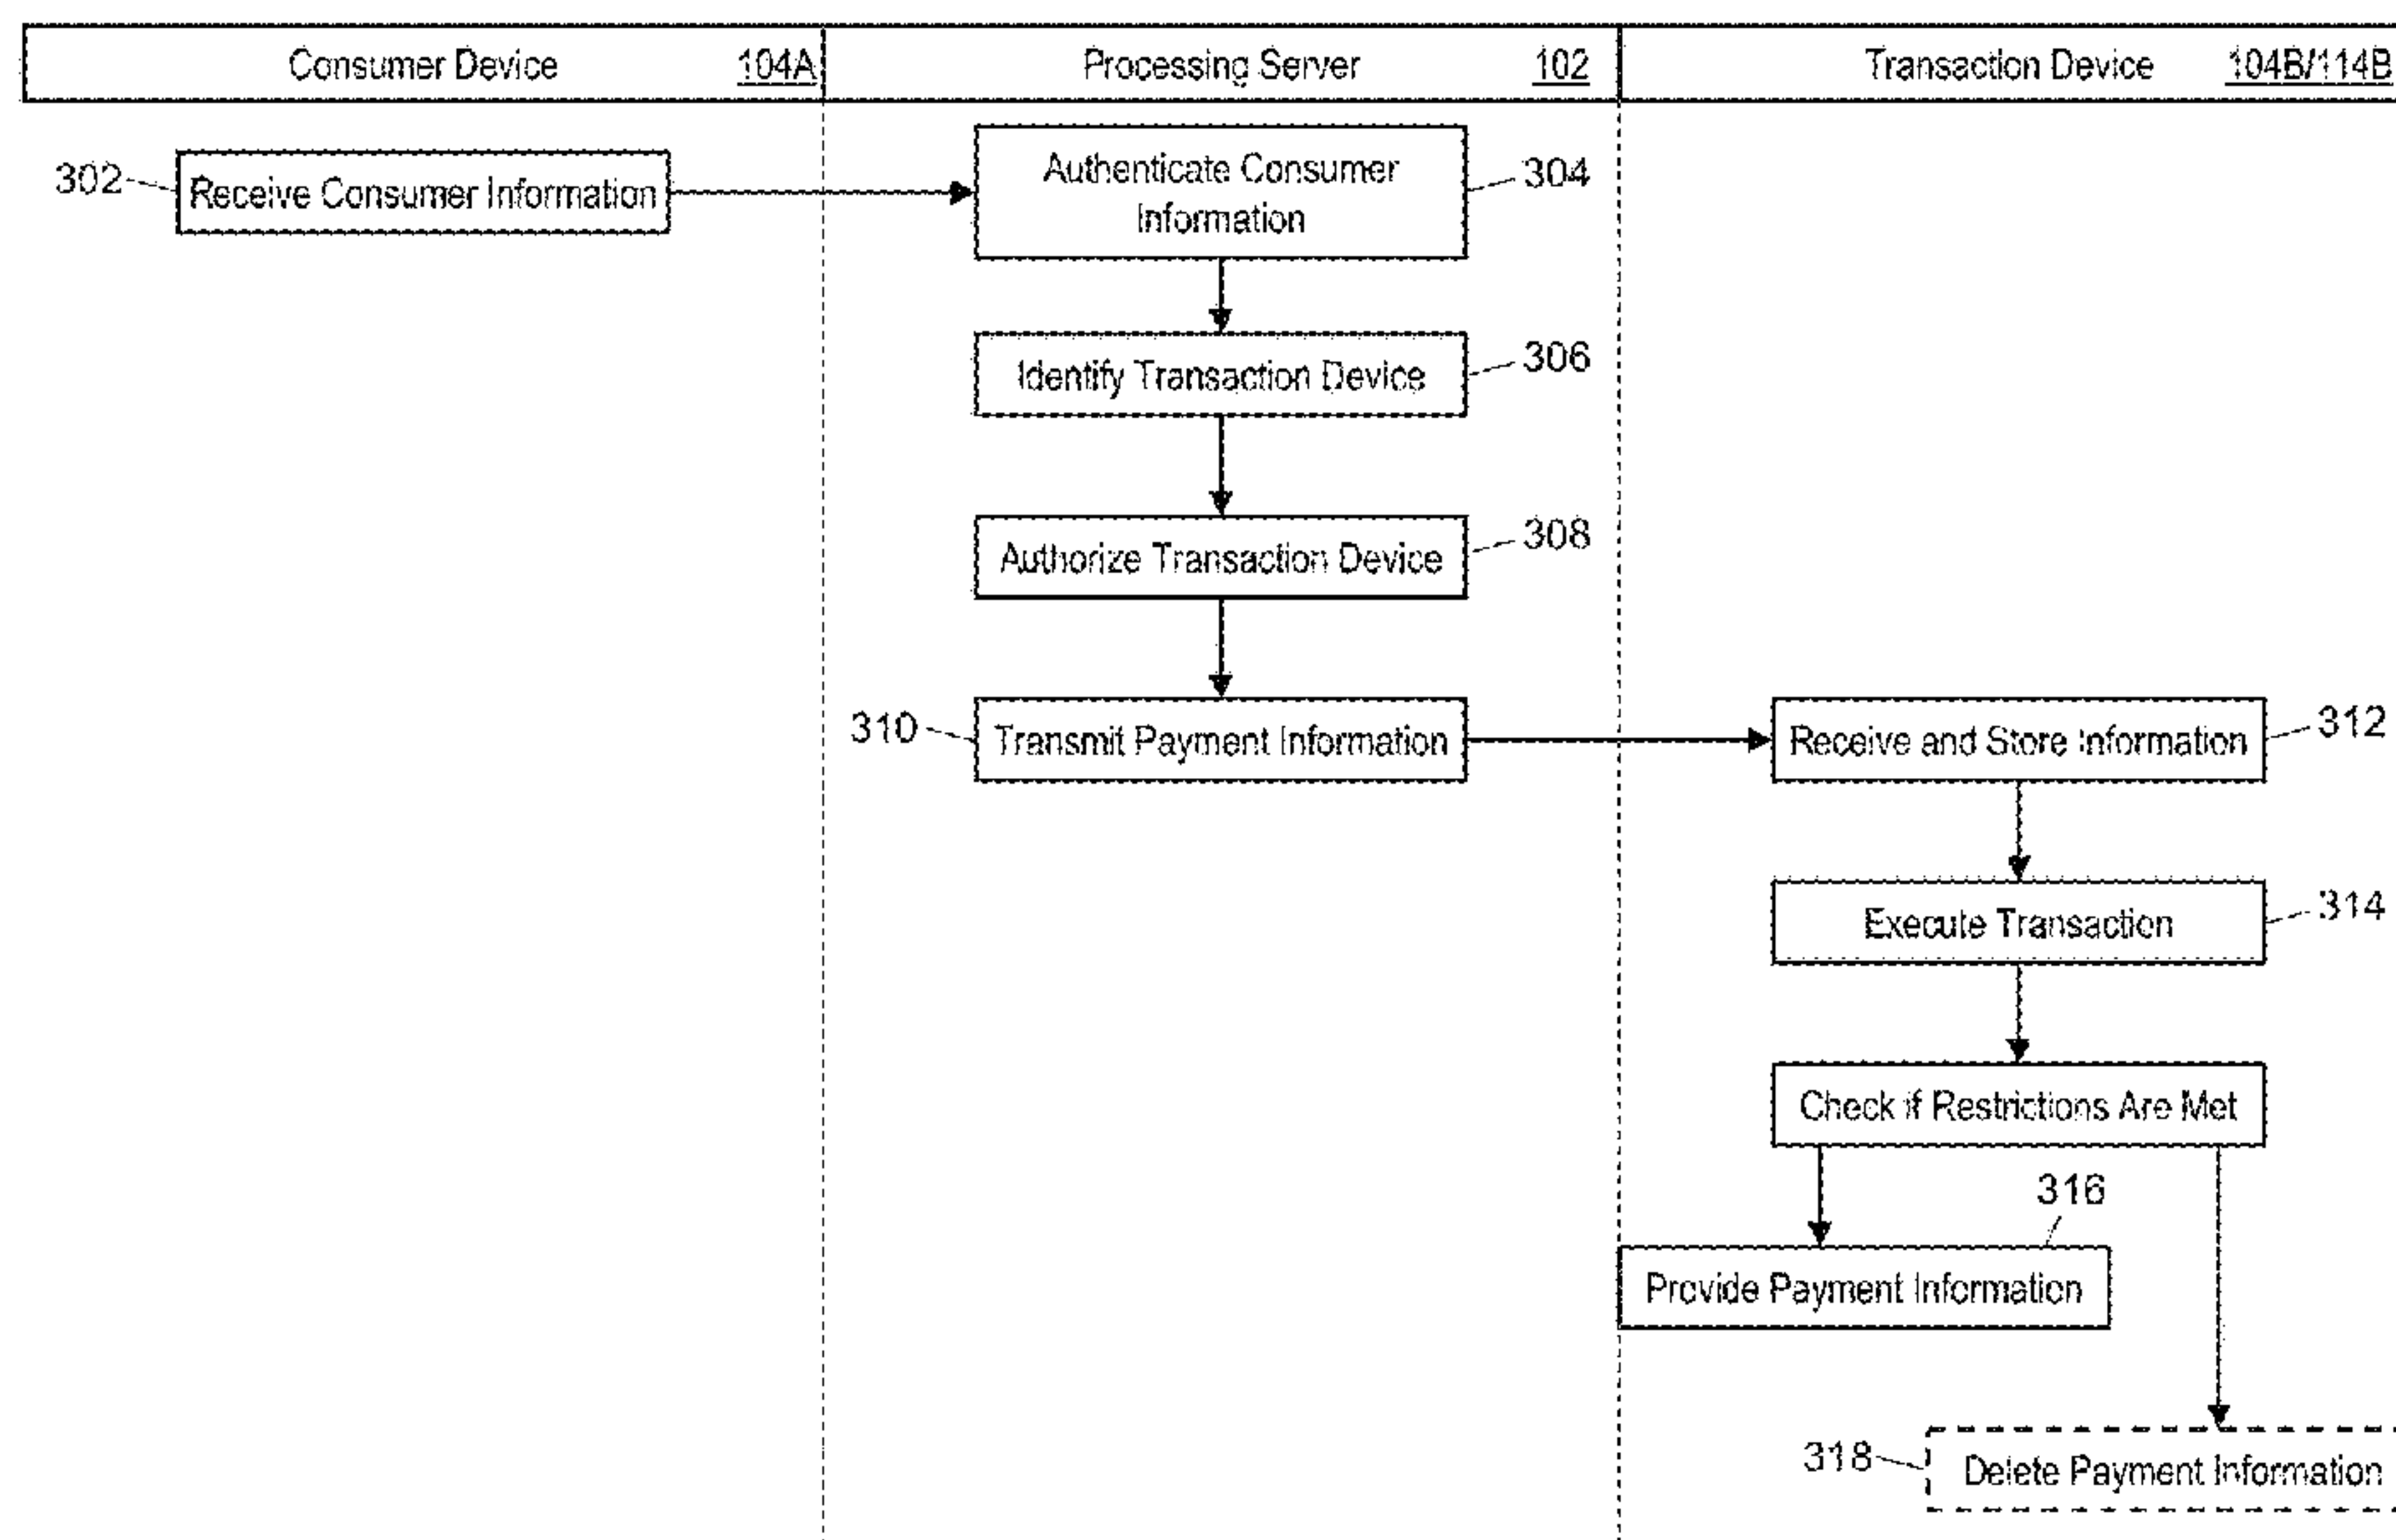 Consumer Device 104A
Processing Server 102
Transaction Device 104B/114B
302
Receive Consumer Information
Authenticate Consumer
Information
304
Identify Transaction Device
306
Authorize Transaction Device
308
310
Transmit Payment Information
Receive and Store Information
312
Execute Transaction
314
Check if Restrictions Are Met
316
Provide Payment Information
318
Delete Payment Information